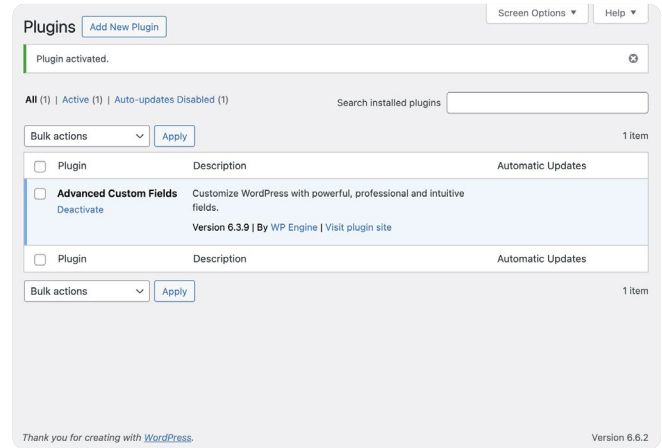 Screen Options ▼ Help ▼
Plugins Add New Plugin
Plugin activated.
All (1) | Active (1) | Auto-updates Disabled (1) Search installed plugins
Bulk actions Apply 1 item
Plugin Description Automatic Updates
Advanced Custom Fields Customize WordPress with powerful, professional and intuitive
Deactivate fields.
Version 6.3.9 | By WP Engine | Visit plugin site
Plugin Description Automatic Updates
Bulk actions Apply 1 item
Thank you for creating with WordPress. Version 6.6.2